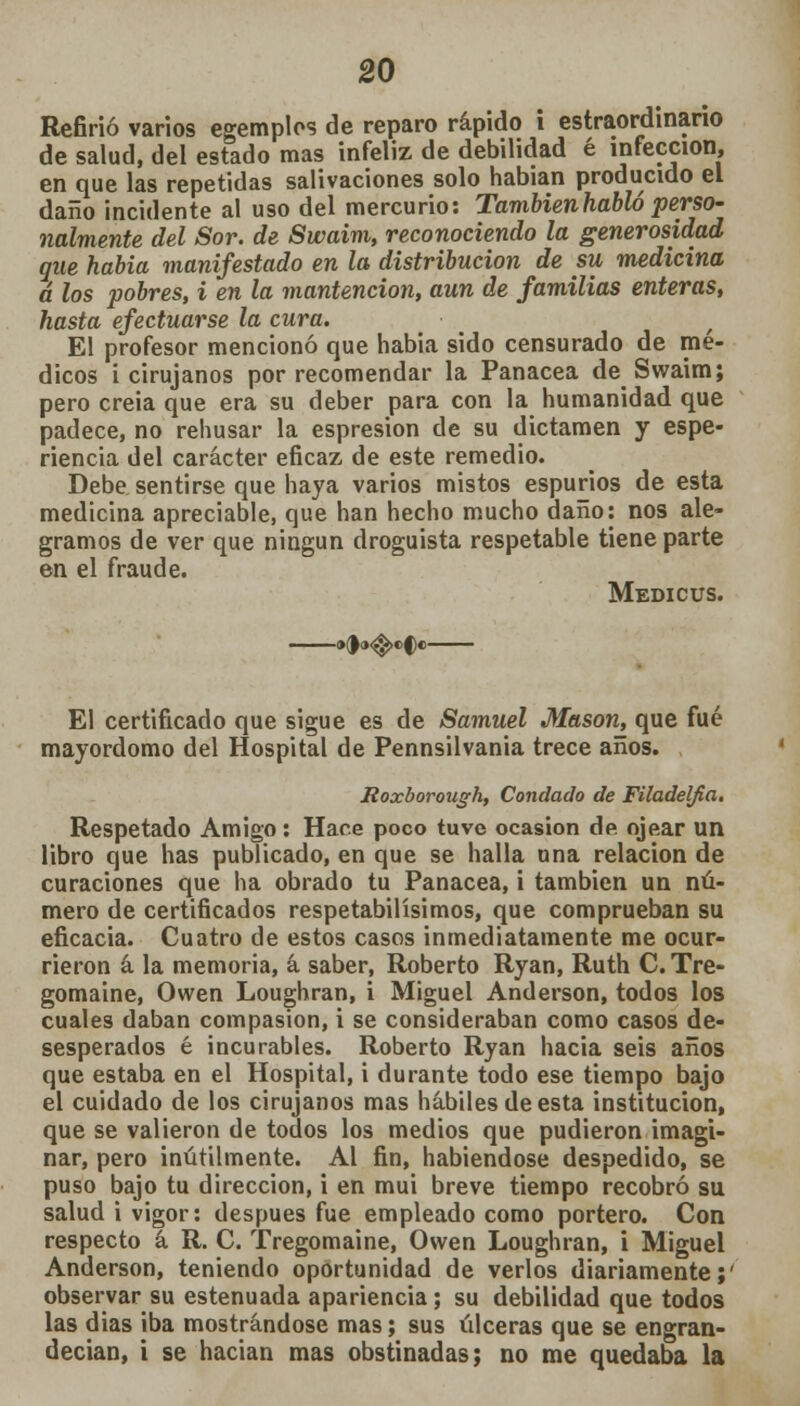 20
Refirió varios egemplos de reparo rápido i estraordinario
de salud, del estado mas infeliz de debilidad é infeccion,
en que las repetidas salivaciones solo habian producido el
daño incidente al uso del mercurio: Tambien habló perso-
nalmente del Sor. de Swaim, reconociendo la generosidad
que habia manifestado en la distribucion de su medicina
á los pobres, i en la mantencion, aun de familias enteras,
hasta efectuarse la cura.
El profesor mencionó que habia sido censurado de mé-
dicos i cirujanos por recomendar la Panacea de Swaim;
pero creia que era su deber para con la humanidad que
padece, no rehusar la espresion de su dictamen y espe-
riencia del carácter eficaz de este remedio.
Debe sentirse que haya varios mistos espurios de esta
medicina apreciable, que han hecho mucho daño: nos ale-
gramos de ver que ningun droguista respetable tiene parte
en el fraude.
Medicus.
El certificado que sigue es de Samuel Mason, que fué
mayordomo del Hospital de Pennsilvania trece años.
Roxborough, Condado de Filadelfia.
Respetado Amigo: Hace poco tuve ocasion de ojear un
libro que has publicado, en que se halla una relacion de
curaciones que ha obrado tu Panacea, i tambien un nú-
mero de certificados respetabilísimos, que comprueban su
eficacia. Cuatro de estos casos inmediatamente me ocur-
rieron á la memoria, á saber, Roberto Ryan, Ruth C. Tre-
gomaine, Owen Loughran, i Miguel Anderson, todos los
cuales daban compasion, i se consideraban como casos de-
sesperados é incurables. Roberto Ryan hacia seis años
que estaba en el Hospital, i durante todo ese tiempo bajo
el cuidado de los cirujanos mas hábiles de esta institucion,
que se valieron de todos los medios que pudieron imagi-
nar, pero inútilmente. Al fin, habiendose despedido, se
puso bajo tu direccion, i en mui breve tiempo recobró su
salud i vigor: despues fue empleado como portero. Con
respecto á R. C. Tregomaine, Owen Loughran, i Miguel
Anderson, teniendo oportunidad de verlos diariamente;
observar su estenuada apariencia; su debilidad que todos
las dias iba mostrándose mas; sus úlceras que se engran-
decian, i se hacian mas obstinadas; no me quedaba la